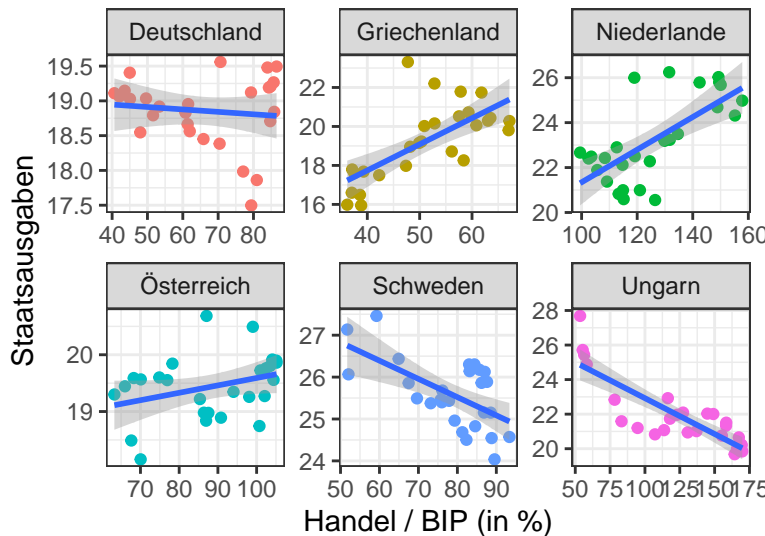 Deutschland Griechenland Niederlande
19.5
19.0
18.5
18.0
17.5
22
20
18
16
26
24
22
20
40 50 60 70 80
40 50 60
100 120 140 160
Österreich Schweden Ungarn
20
19
27
26
25
24
28
26
24
22
20
70 80 90 100
50 60 70 80 90
50 75 100 125 150 175
Staatsausgaben
Handel / BIP (in %)